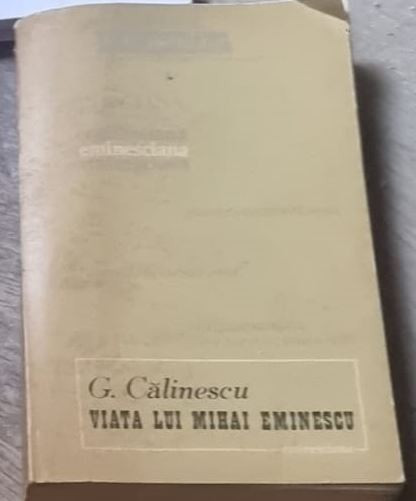 eminesciana
G. Călinescu
VIATA LUI MIHAI EMINESCU